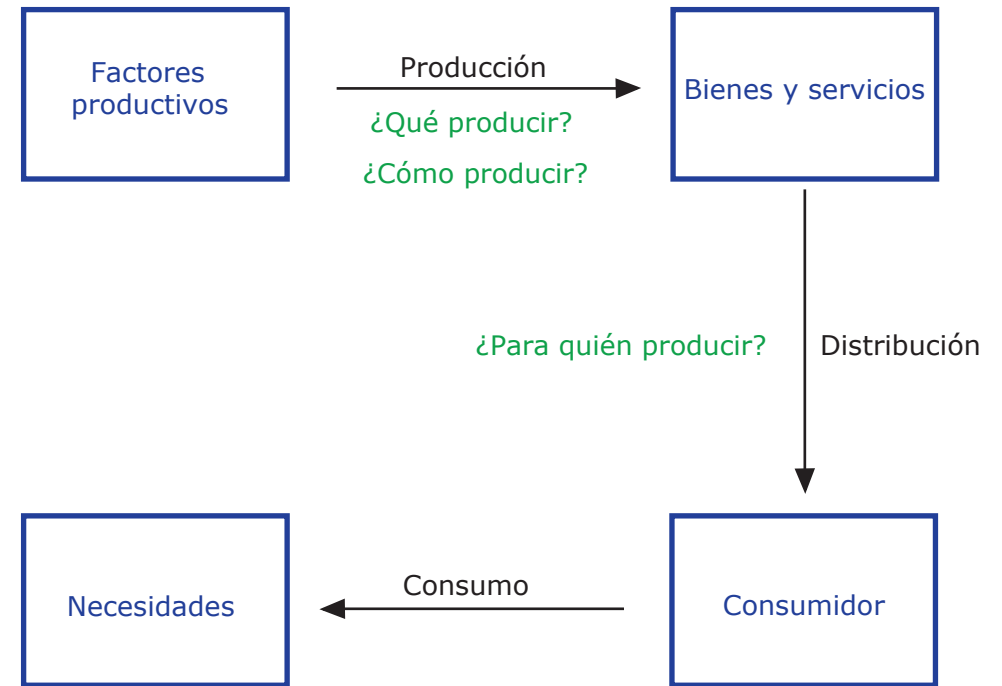 Factores
productivos
Producción
¿Qué producir?
¿Cómo producir?
Bienes y servicios
¿Para quién producir?
Distribución
Necesidades
Consumo
Consumidor